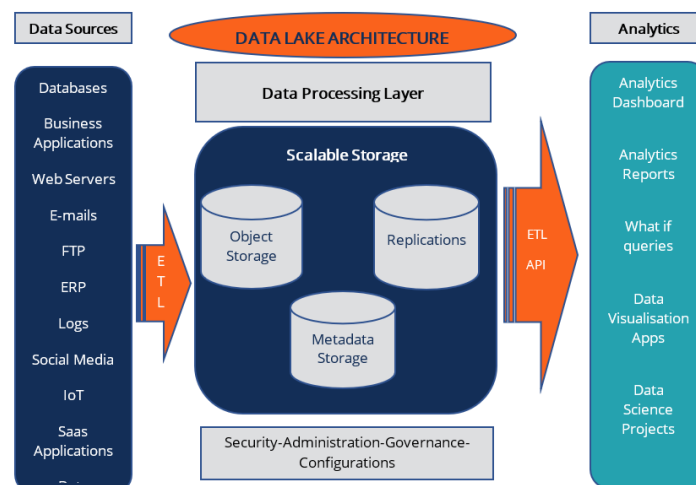 Data Sources
DATA LAKE ARCHITECTURE
Analytics
Databases
Business
Applications
Web Servers
E-mails
FTP
ERP
Logs
Social Media
IoT
Saas
Applications
E
T
L
Data Processing Layer
Scalable Storage
Object
Storage
Replications
Metadata
Storage
Security-Administration-Governance-
Configurations
ETL
API
Analytics
Dashboard
Analytics
Reports
What if
queries
Data
Visualisation
Apps
Data
Science
Projects